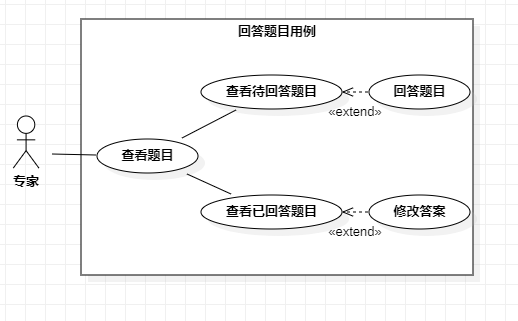 回答题目用例
查看待回答题目
回答题目
«extend»
专家
查看题目
查看已回答题目
修改答案
«extend»